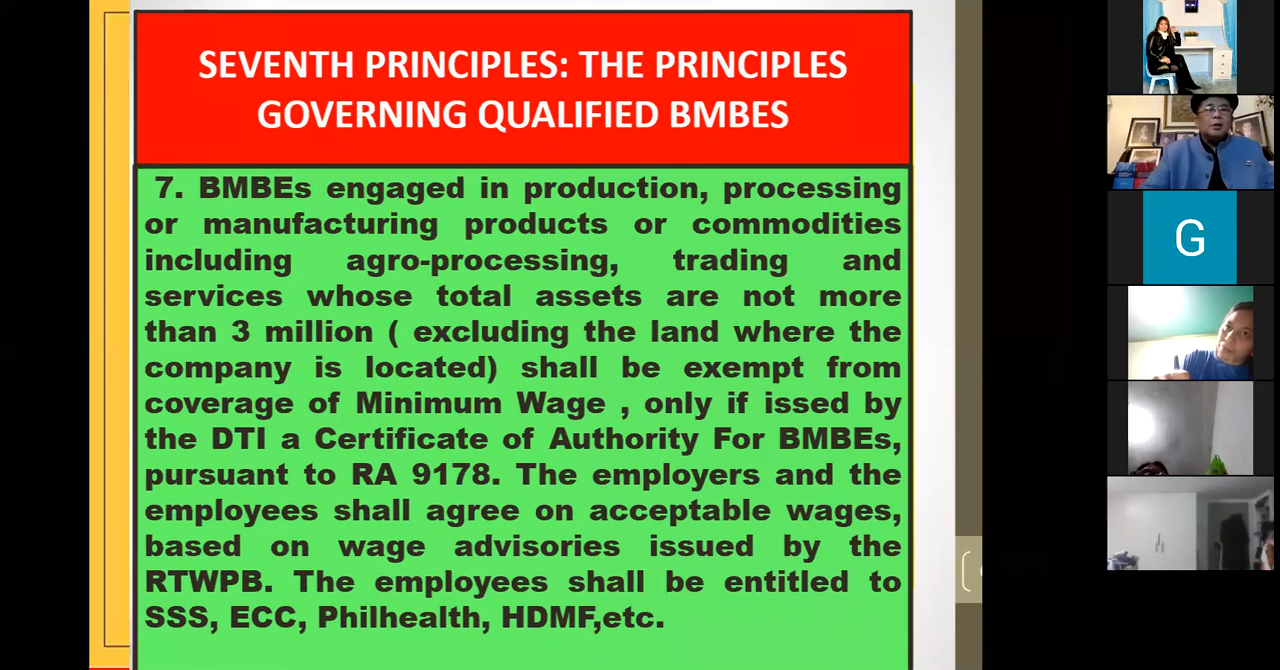 SEVENTH PRINCIPLES: THE PRINCIPLES
GOVERNING QUALIFIED BMBES
7. BMBEs engaged in production, processing
or manufacturing products or commodities
including agro-processing, trading and
services whose total assets are not more
than 3 million ( excluding the land where the
company is located) shall be exempt from
coverage of Minimum Wage , only if issed by
the DTI a Certificate of Authority For BMBEs,
pursuant to RA 9178. The employers and the
employees shall agree on acceptable wages,
based on wage advisories issued by the
RTWPB. The employees shall be entitled to
SSS, ECC, Philhealth, HDMF,etc.
G